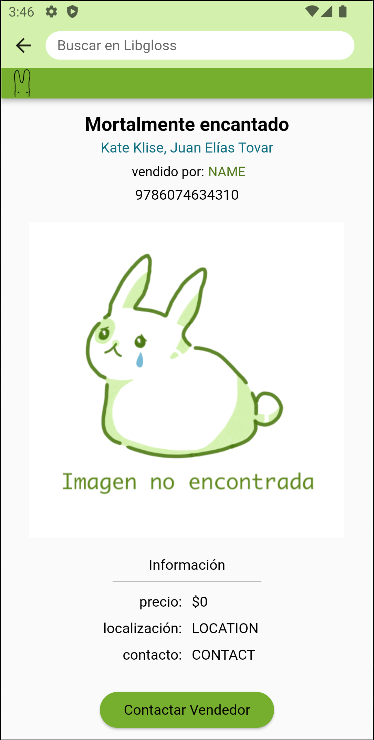 3:46
Buscar en Libgloss
Mortalmente encantado
Kate Klise, Juan Elías Tovar
vendido por: NAME
9786074634310
Imagen no encontrada
Información
precio: $0
localización: LOCATION
contacto: CONTACT
Contactar Vendedor